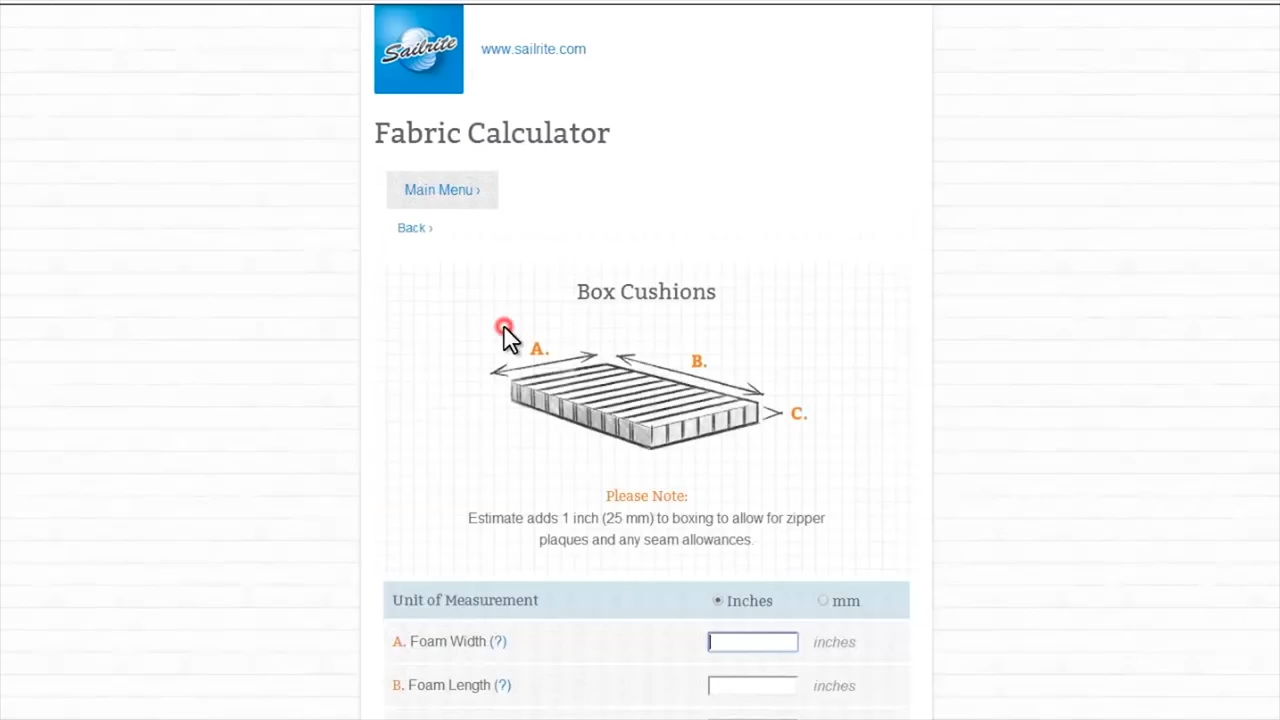 Sailrite
www.sailrite.com
Fabric Calculator
Main Menu ›
Back ›
Box Cushions
A.
B.
C.
Please Note:
Estimate adds 1 inch (25 mm) to boxing to allow for zipper
plaques and any seam allowances.
Unit of Measurement Inches mm
A. Foam Width (?) inches
B. Foam Length (?) inches